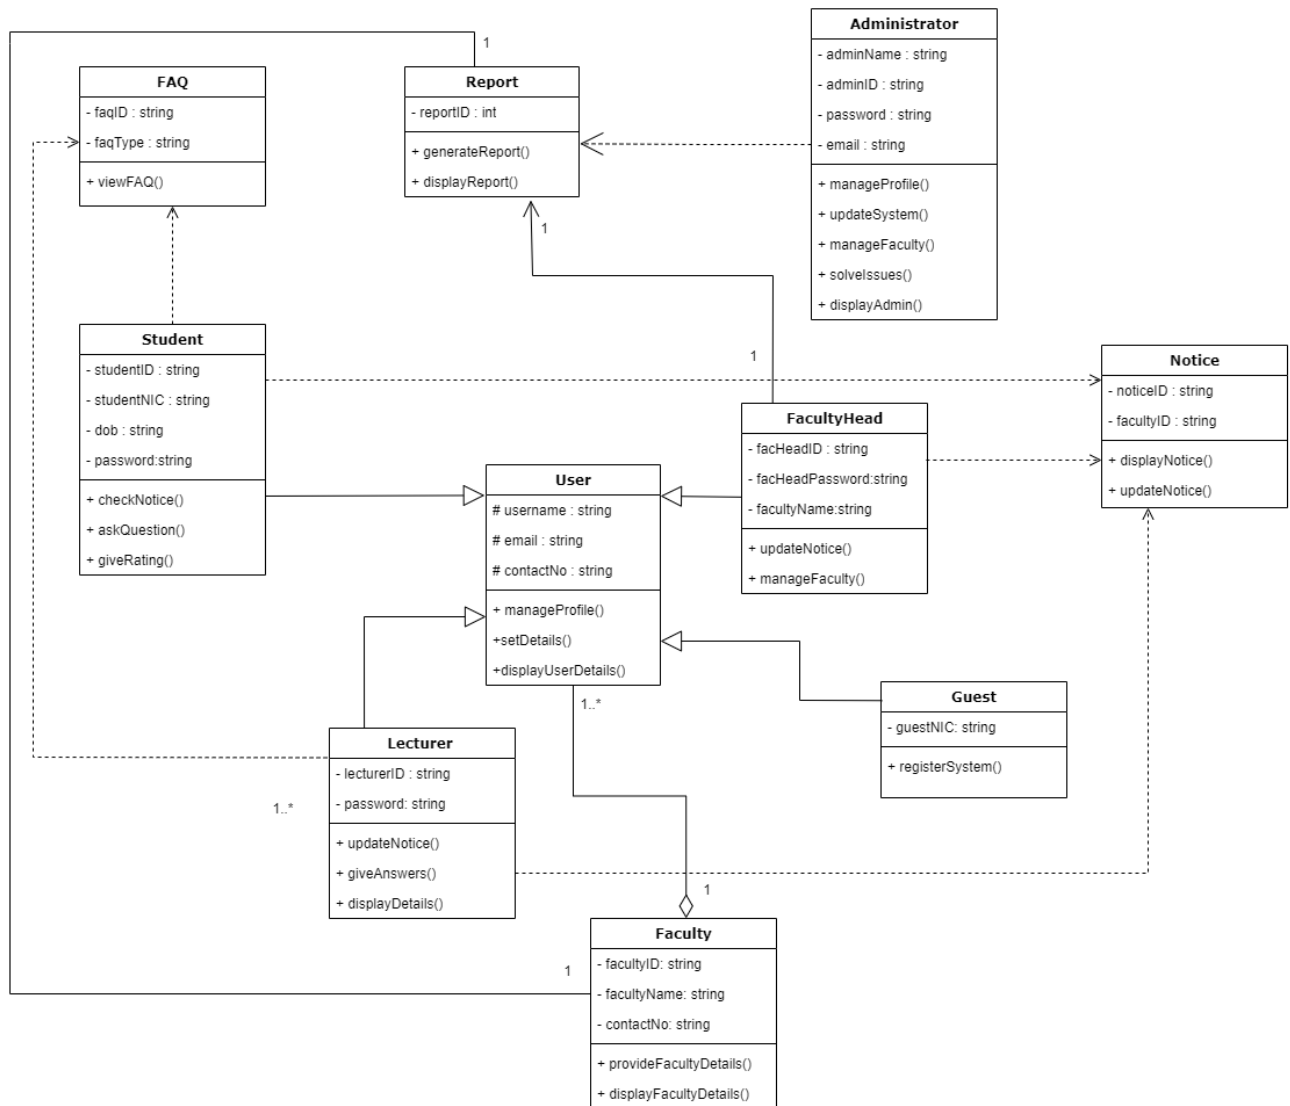 Administrator
- adminName : string
- adminID : string
- password : string
- email : string
+ manageProfile()
+ updateSystem()
+ manageFaculty()
+ solveIssues()
+ displayAdmin()
1
FAQ
- faqID : string
- faqType : string
+ viewFAQ()
Report
- reportID : int
+ generateReport()
+ displayReport()
1
1
Student
- studentID : string
- studentNIC : string
- dob : string
- password:string
+ checkNotice()
+ askQuestion()
+ giveRating()
Notice
- noticeID : string
- facultyID : string
+ displayNotice()
+ updateNotice()
FacultyHead
- facHeadID : string
- facHeadPassword:string
- facultyName:string
+ updateNotice()
+ manageFaculty()
User
# username : string
# email : string
# contactNo : string
+ manageProfile()
+setDetails()
+displayUserDetails()
1..*
Guest
- guestNIC: string
+ registerSystem()
Lecturer
- lecturerID : string
- password: string
+ updateNotice()
+ giveAnswers()
+ displayDetails()
1..*
1
1
Faculty
- facultyID: string
- facultyName: string
- contactNo: string
+ provideFacultyDetails()
+ displayFacultyDetails()